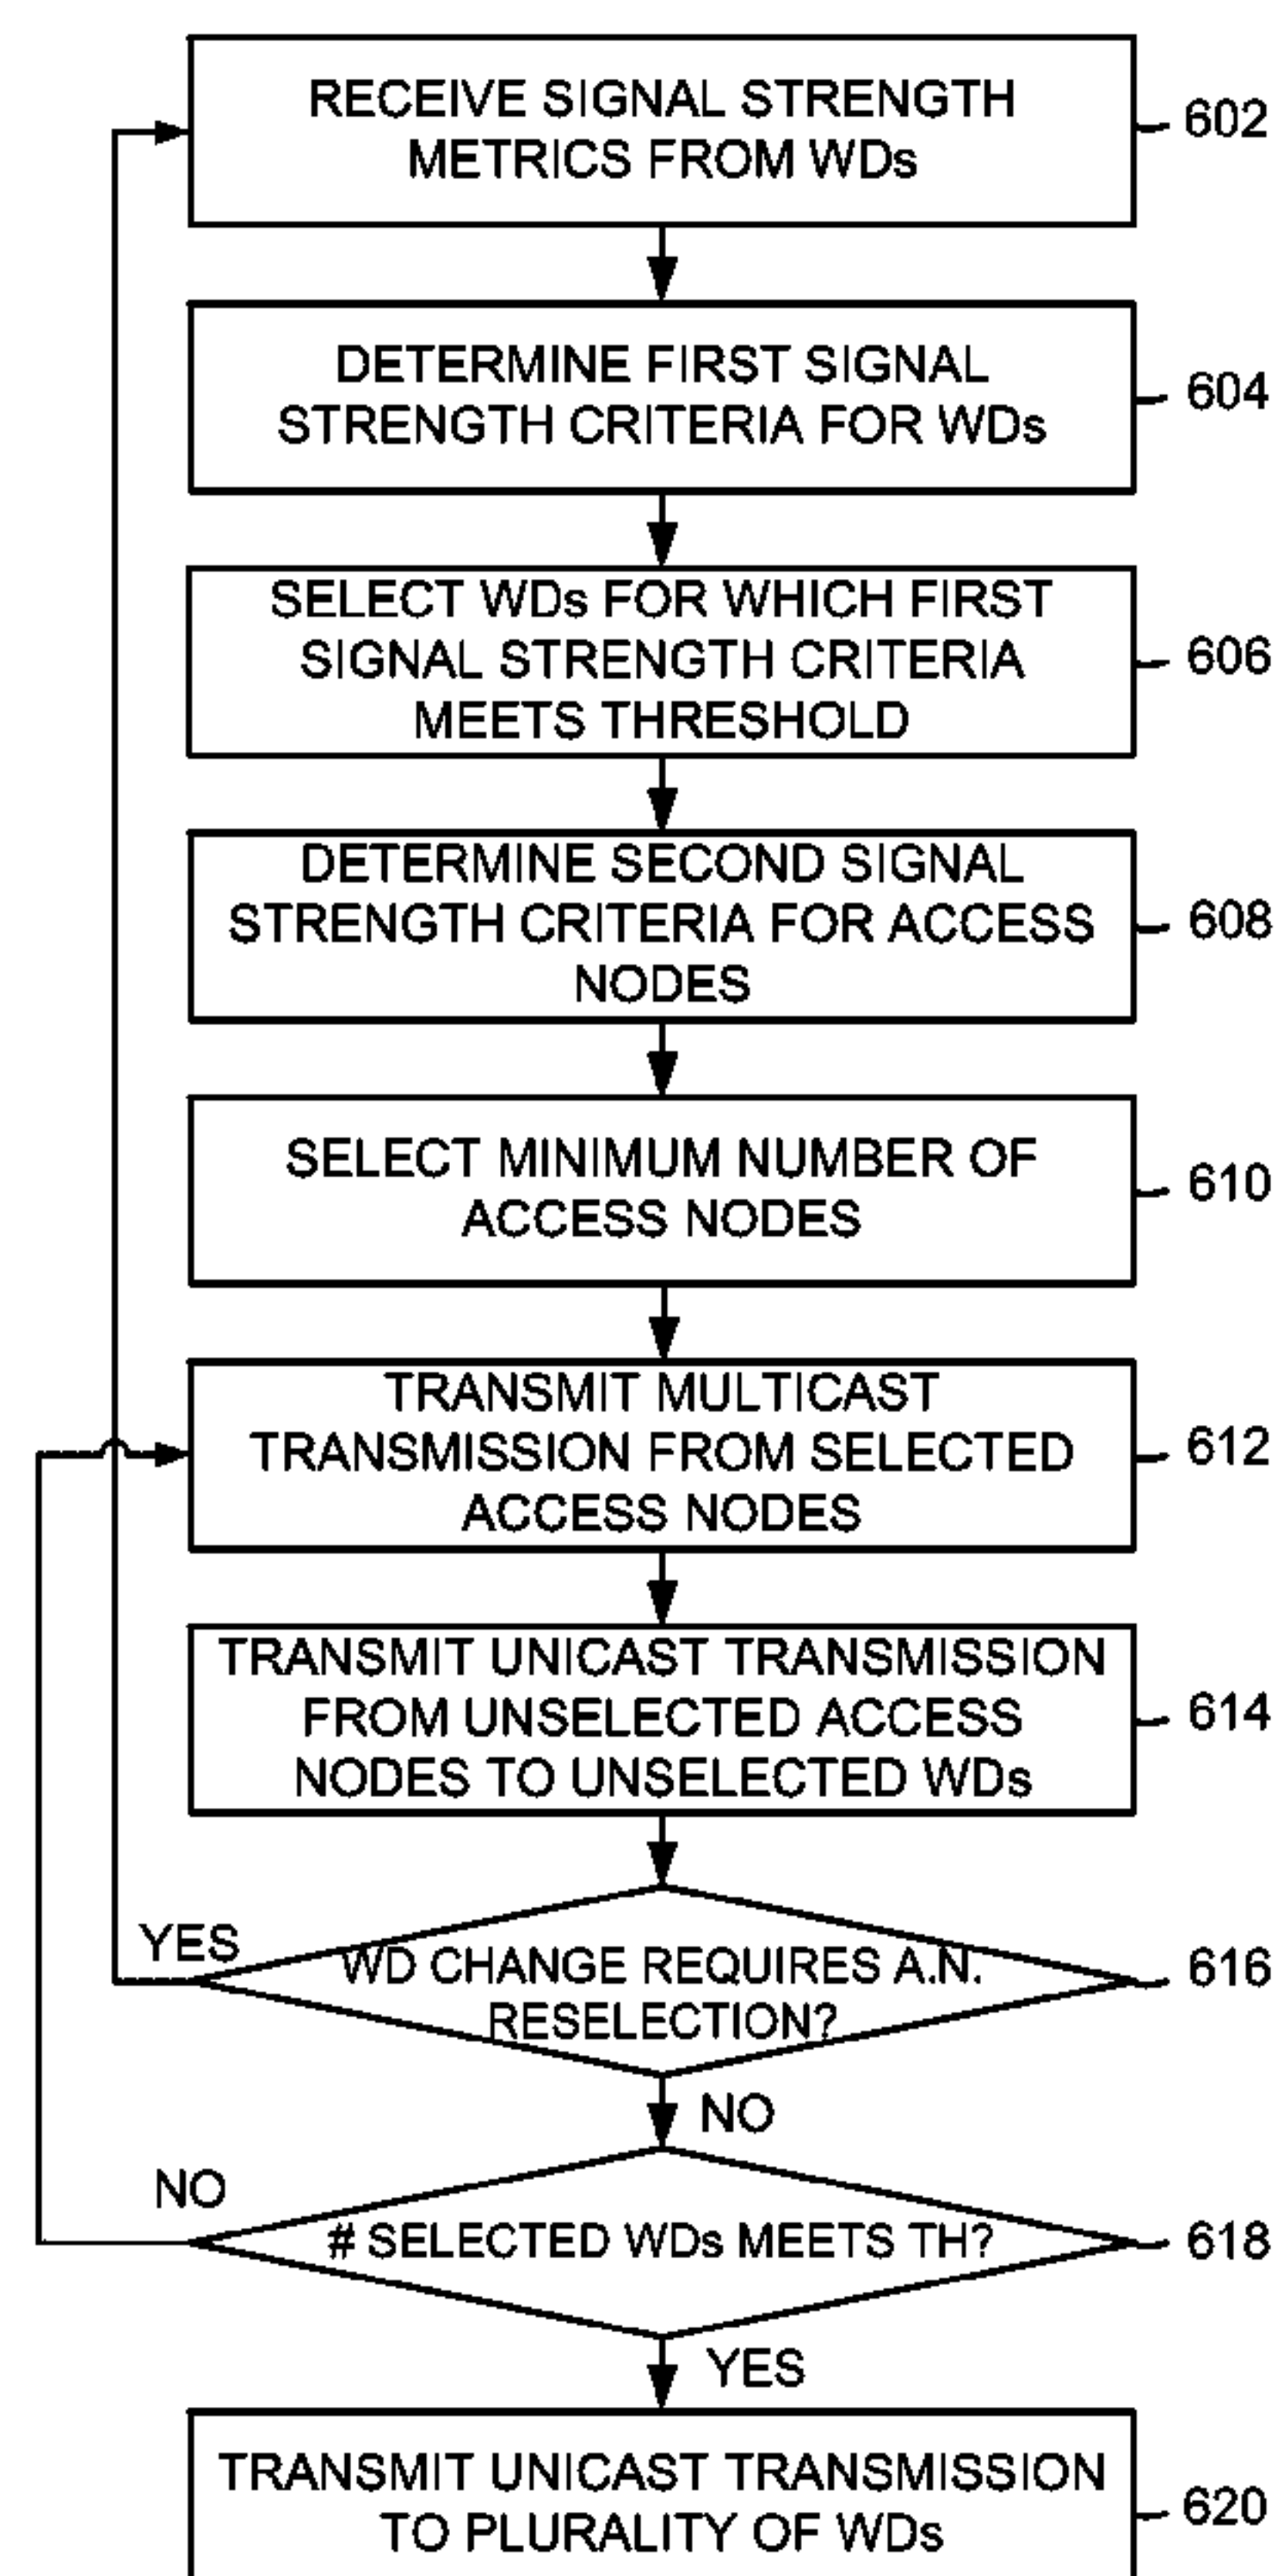 RECEIVE SIGNAL STRENGTH
METRICS FROM WDs
602
DETERMINE FIRST SIGNAL
STRENGTH CRITERIA FOR WDs
604
SELECT WDs FOR WHICH FIRST
SIGNAL STRENGTH CRITERIA
MEETS THRESHOLD
606
DETERMINE SECOND SIGNAL
STRENGTH CRITERIA FOR ACCESS
NODES
608
SELECT MINIMUM NUMBER OF
ACCESS NODES
610
TRANSMIT MULTICAST
TRANSMISSION FROM SELECTED
ACCESS NODES
612
TRANSMIT UNICAST TRANSMISSION
FROM UNSELECTED ACCESS
NODES TO UNSELECTED WDs
614
YES
WD CHANGE REQUIRES A.N.
RESELECTION?
616
NO
NO
# SELECTED WDs MEETS TH?
618
YES
TRANSMIT UNICAST TRANSMISSION
TO PLURALITY OF WDs
620